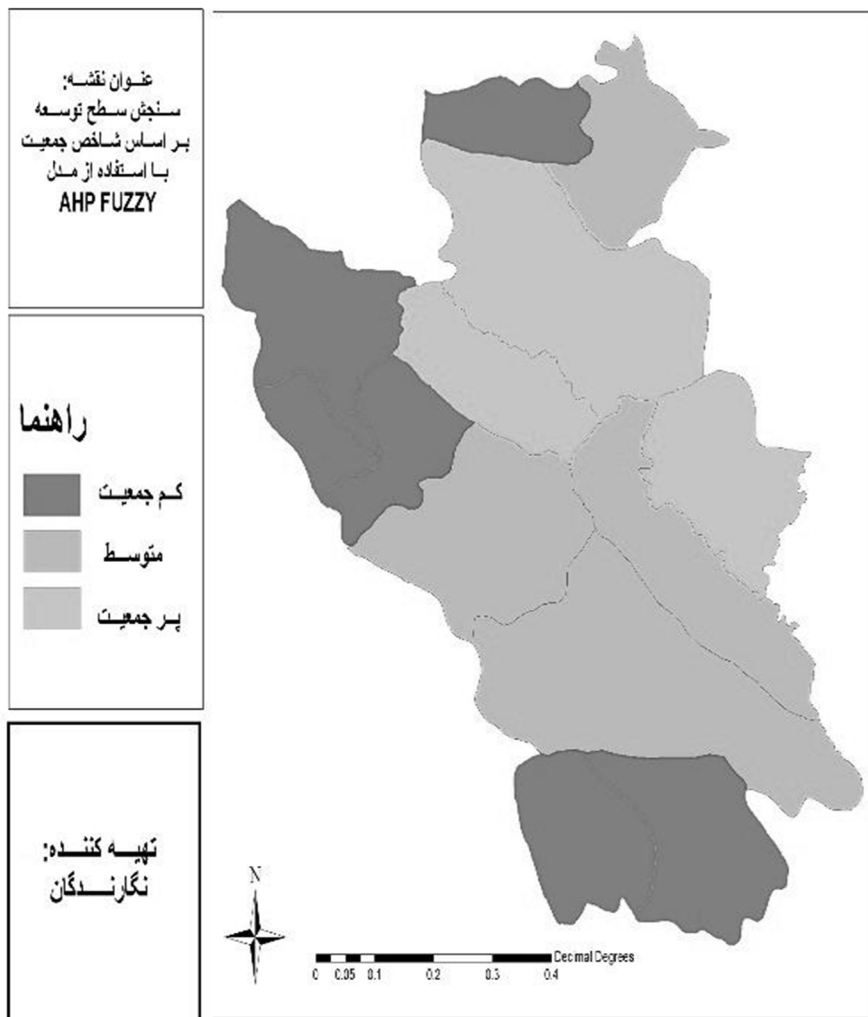 عنوان نقشه:
سنجش سطح توسعه
بر اساس شاخص جمعیت
با استفاده از مدل
AHP FUZZY
راهنما
کم جمعیت
متوسط
پر جمعیت
تهیه کننده:
نگارندگان
N
Decimal Degrees
0 0.05 0.1 0.2 0.3 0.4